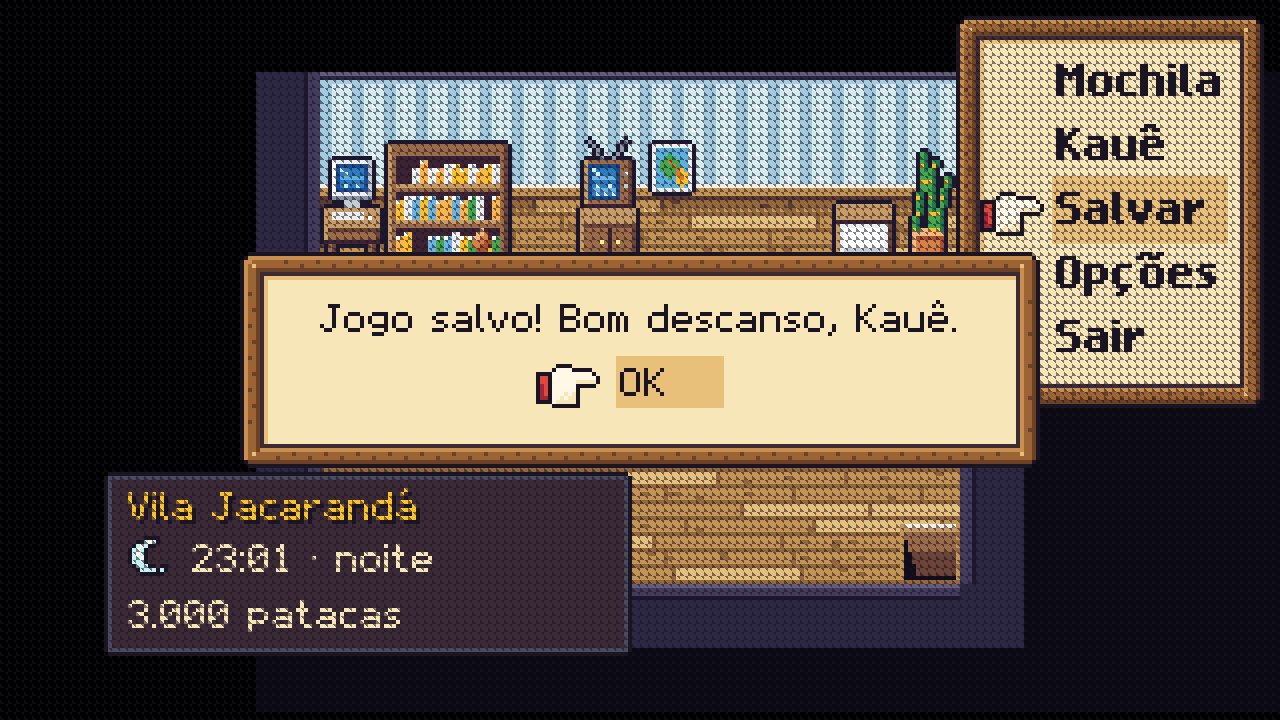 Mochila
Kauê
Salvar
Opções
Sair
Jogo salvo! Bom descanso, Kauê.
OK
Vila Jacarandá
23:01 · noite
3.000 patacas